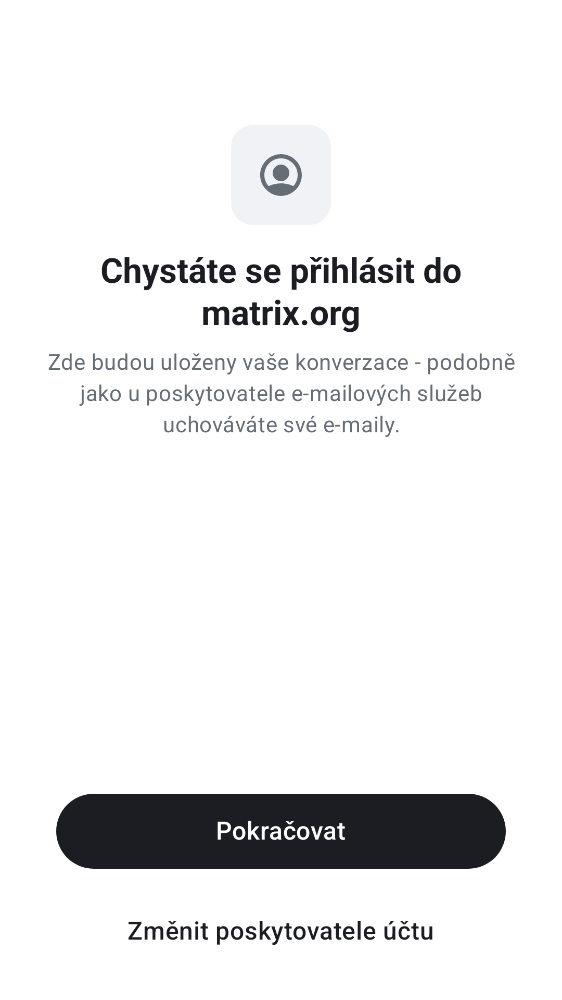 Chystáte se přihlásit do
matrix.org
Zde budou uloženy vaše konverzace - podobně
jako u poskytovatele e-mailových služeb
uchováváte své e-maily.
Pokračovat
Změnit poskytovatele účtu